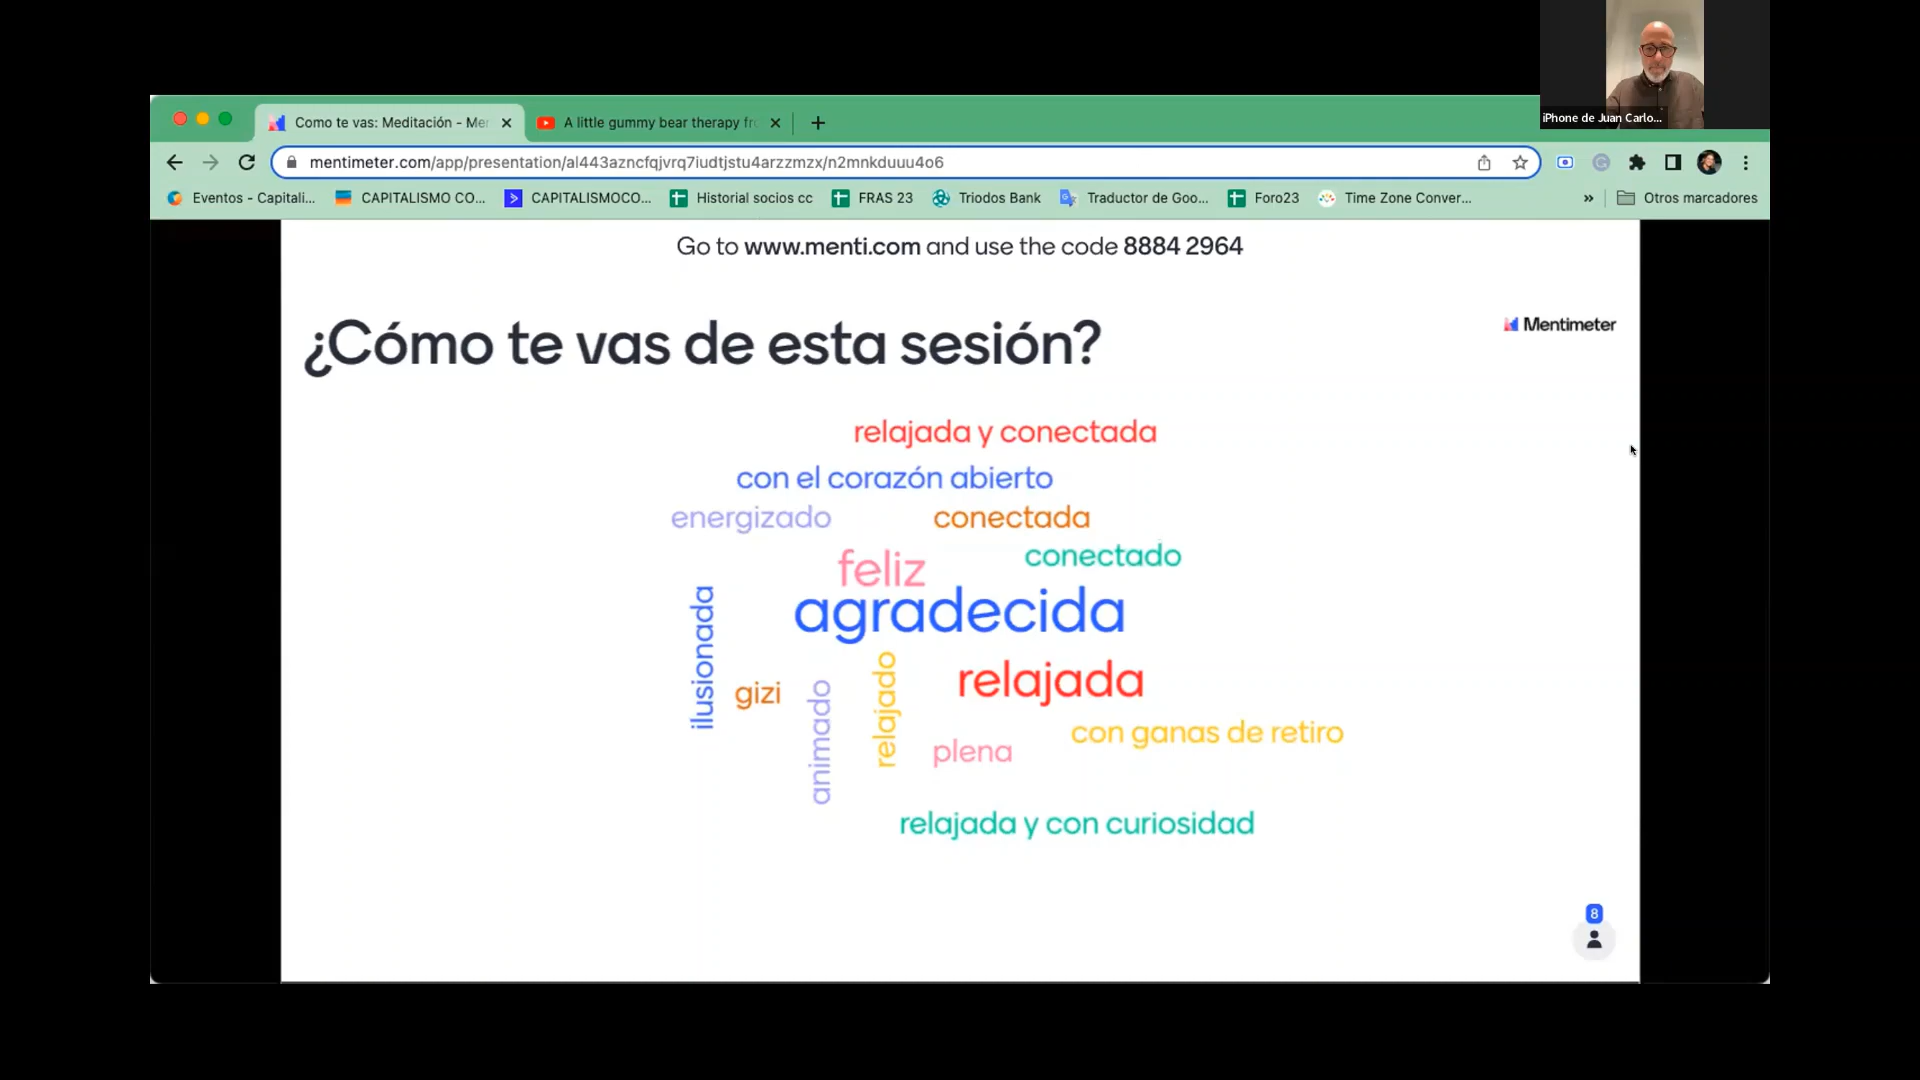 iPhone de Juan Carlo...
Como te vas: Meditación - Mer
A little gummy bear therapy fr
mentimeter.com/app/presentation/al443azncfqjvrq7iudtjstu4arzzmzx/n2mnkduuu4o6
Eventos - Capitali...
CAPITALISMO CO...
CAPITALISMOCO...
Historial socios cc
FRAS 23
Triodos Bank
Traductor de Goo...
Foro23
Time Zone Conver...
»
Otros marcadores
Go to www.menti.com and use the code 8884 2964
¿Cómo te vas de esta sesión?
Mentimeter
relajada y conectada
con el corazón abierto
energizado
conectada
conectado
feliz
agradecida
ilusionada
gizi
animado
relajado
relajada
con ganas de retiro
plena
relajada y con curiosidad
8